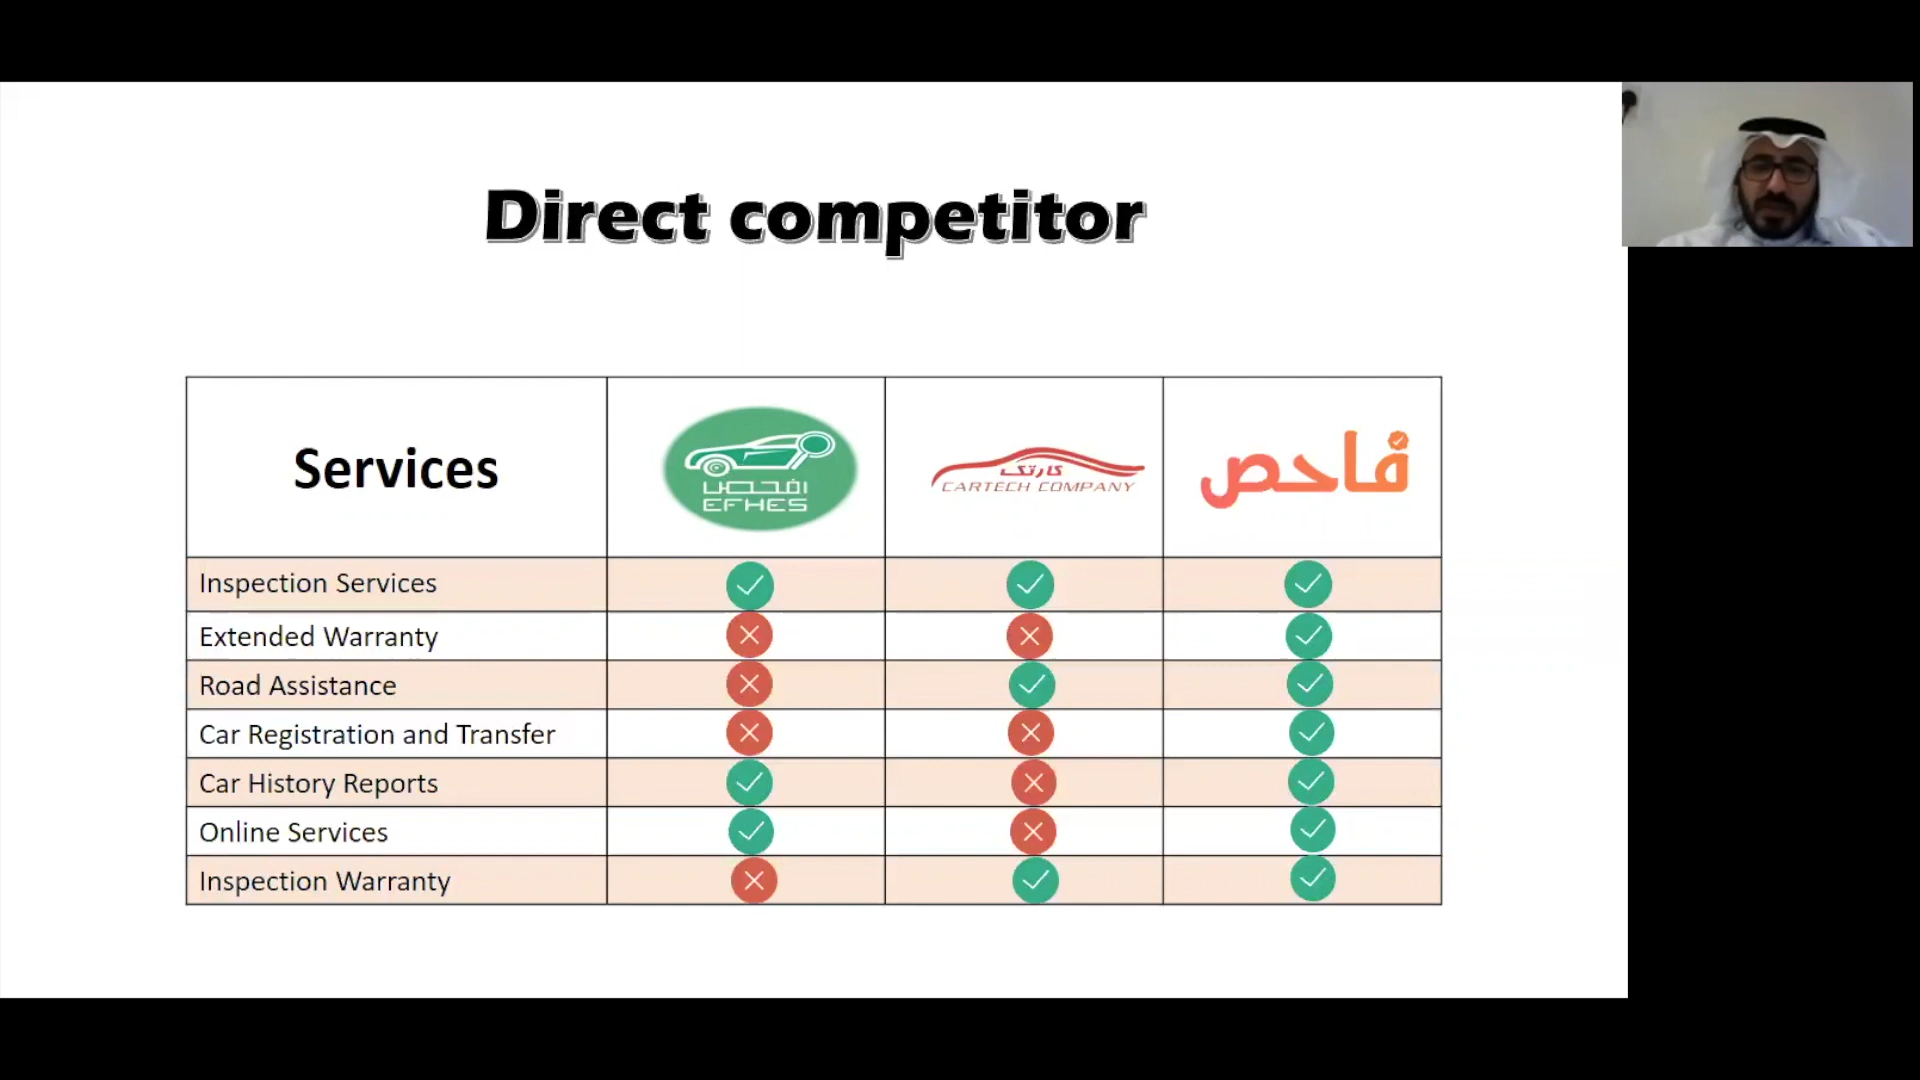 Direct competitor
Services
افحص
EFHES
كارتك
CARTECH COMPANY
فاحص
Inspection Services
Extended Warranty
Road Assistance
Car Registration and Transfer
Car History Reports
Online Services
Inspection Warranty